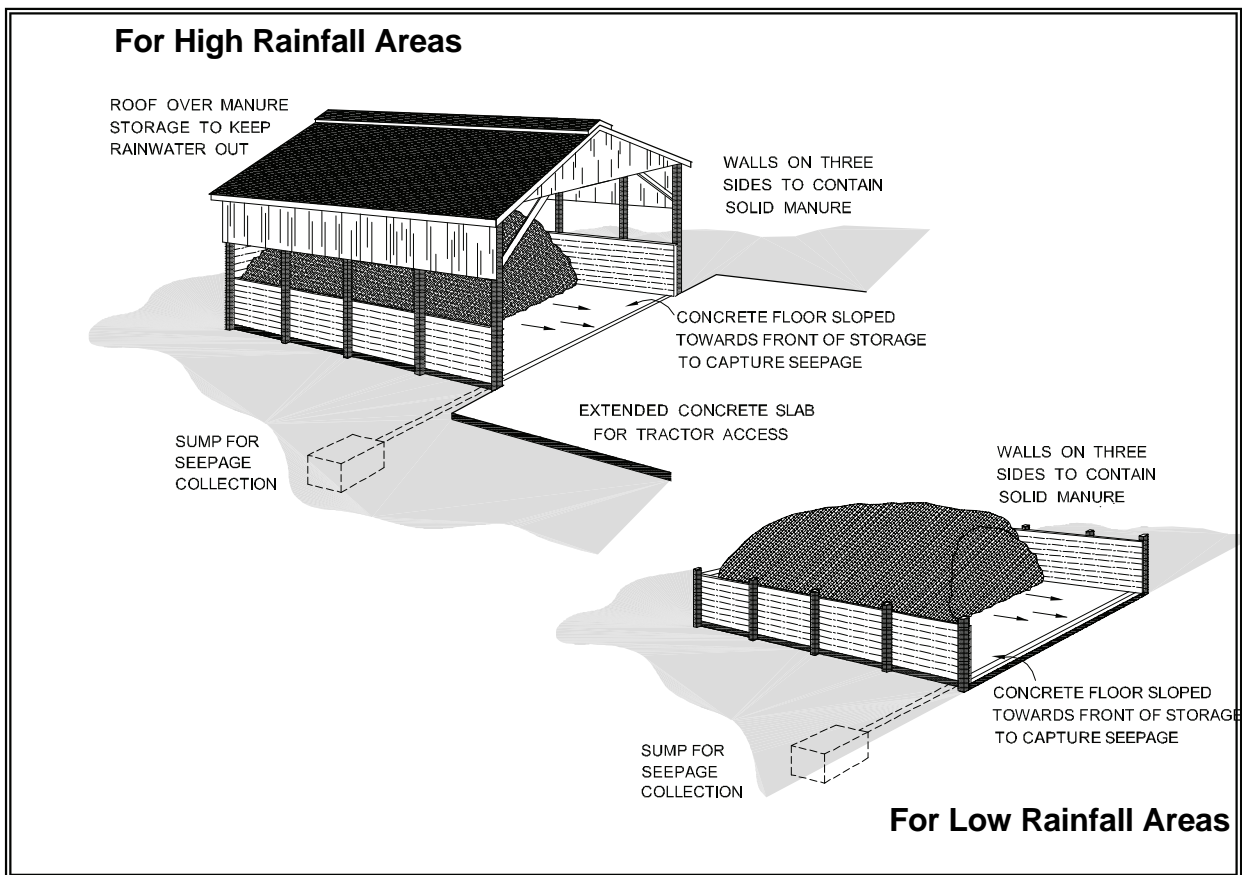 For High Rainfall Areas
ROOF OVER MANURE
STORAGE TO KEEP
RAINWATER OUT
WALLS ON THREE
SIDES TO CONTAIN
SOLID MANURE
CONCRETE FLOOR SLOPED
TOWARDS FRONT OF STORAGE
TO CAPTURE SEEPAGE
EXTENDED CONCRETE SLAB
FOR TRACTOR ACCESS
SUMP FOR
SEEPAGE
COLLECTION
WALLS ON THREE
SIDES TO CONTAIN
SOLID MANURE
CONCRETE FLOOR SLOPED
TOWARDS FRONT OF STORAGE
TO CAPTURE SEEPAGE
SUMP FOR
SEEPAGE
COLLECTION
For Low Rainfall Areas